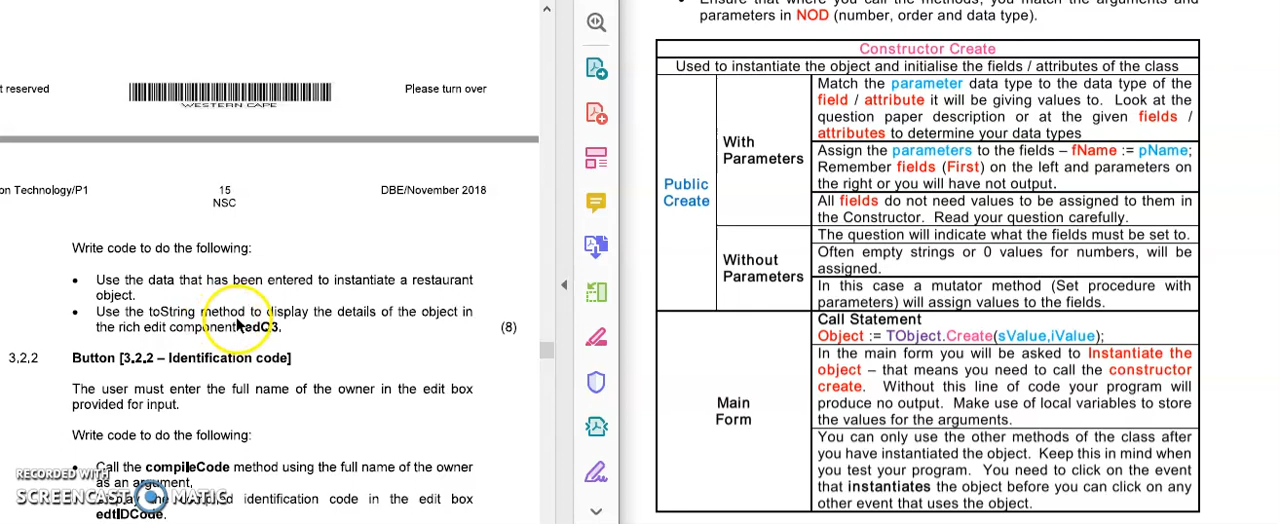 t reserved
WESTERN CAPE
Please turn over
on Technology/P1
15
DBE/November 2018
NSC
Write code to do the following:
• Use the data that has been entered to instantiate a restaurant
object.
• Use the toString method to display the details of the object in
the rich edit component redQ3.
(8)
3.2.2
Button [3.2.2 – Identification code]
The user must enter the full name of the owner in the edit box
provided for input.
Write code to do the following:
• Call the compileCode method using the full name of the owner
as an argument.
identification code in the edit box
edtIDCode.
RECORDED WITH
SCREENCAST MATIC
• Ensure that where you call the methods, you match the arguments and
parameters in NOD (number, order and data type).
Constructor Create
Used to instantiate the object and initialise the fields / attributes of the class
Public
Create
With
Parameters
Match the parameter data type to the data type of the
field / attribute it will be giving values to. Look at the
question paper description or at the given fields /
attributes to determine your data types
Assign the parameters to the fields – fName := pName;
Remember fields (First) on the left and parameters on
the right or you will have not output.
All fields do not need values to be assigned to them in
the Constructor. Read your question carefully.
Without
Parameters
The question will indicate what the fields must be set to.
Often empty strings or 0 values for numbers, will be
assigned.
In this case a mutator method (Set procedure with
parameters) will assign values to the fields.
Main
Form
Call Statement
Object := TObject.Create(sValue,iValue);
In the main form you will be asked to Instantiate the
object – that means you need to call the constructor
create. Without this line of code your program will
produce no output. Make use of local variables to store
the values for the arguments.
You can only use the other methods of the class after
you have instantiated the object. Keep this in mind when
you test your program. You need to click on the event
that instantiates the object before you can click on any
other event that uses the object.